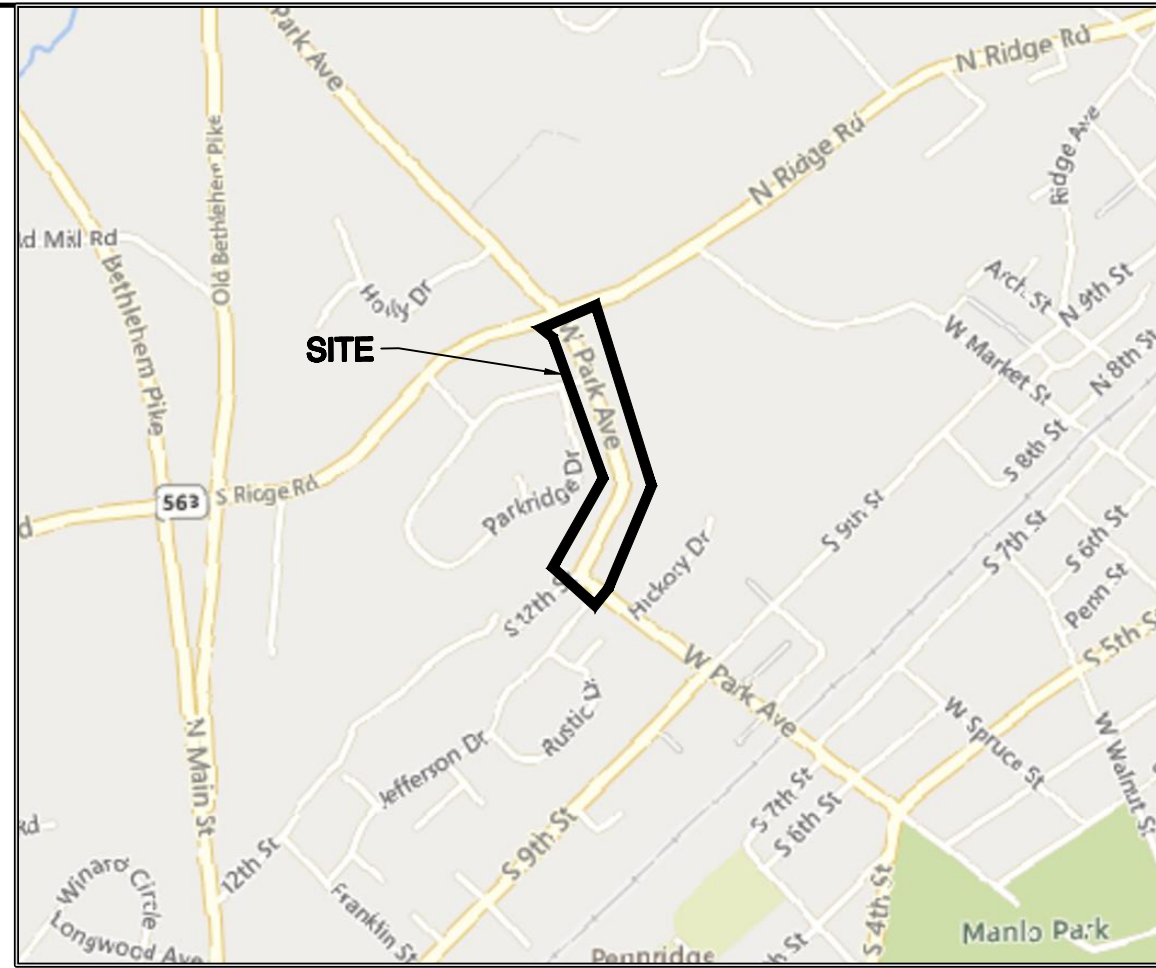 Park Ave
N Ridge Rd
Old Bethlehem Pike
N Ridge Rd
Ridge Ave
d Mill Rd
Bethlehem Pike
Holly Dr
Arch St
N 9th St
W Market St
N 8th St
SITE
N Park Ave
563
S Ridge Rd
Parkridge Dr
S 8th St
S 9th St
S 7th St
S 6th St
Penn St
Hickory Dr
S 12th St
S 5th St
W Park Ave
Rustic Dr
N Main St
Jefferson Dr
W Spruce St
W Walnut St
S 7th St
S 6th St
Rd
S 9th St
12th St
Winard Circle
Franklin St
Longwood Ave
S 4th St
Manlo Park
h St
Pennridge